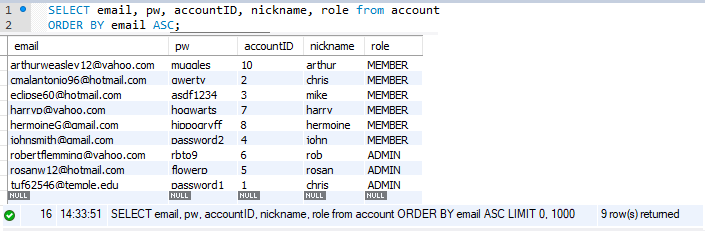 1 SELECT email, pw, accountID, nickname, role from account
2 ORDER BY email ASC;
email pw accountID nickname role
arthurweasley12@yahoo.com muggles 10 arthur MEMBER
cmalantonio96@hotmail.com qwerty 2 chris MEMBER
eclipse60@hotmail.com asdf1234 3 mike MEMBER
harryp@yahoo.com hogwarts 7 harry MEMBER
hermoineG@gmail.com hippogryff 8 hermoine MEMBER
johnsmith@gmail.com password2 4 john MEMBER
robertflemming@yahoo.com rbto9 6 rob ADMIN
rosanw12@hotmail.com flowerp 5 rosan ADMIN
tuf62546@temple.edu password1 1 chris ADMIN
NULL NULL NULL NULL NULL
16 14:33:51 SELECT email, pw, accountID, nickname, role from account ORDER BY email ASC LIMIT 0, 1000 9 row(s) returned